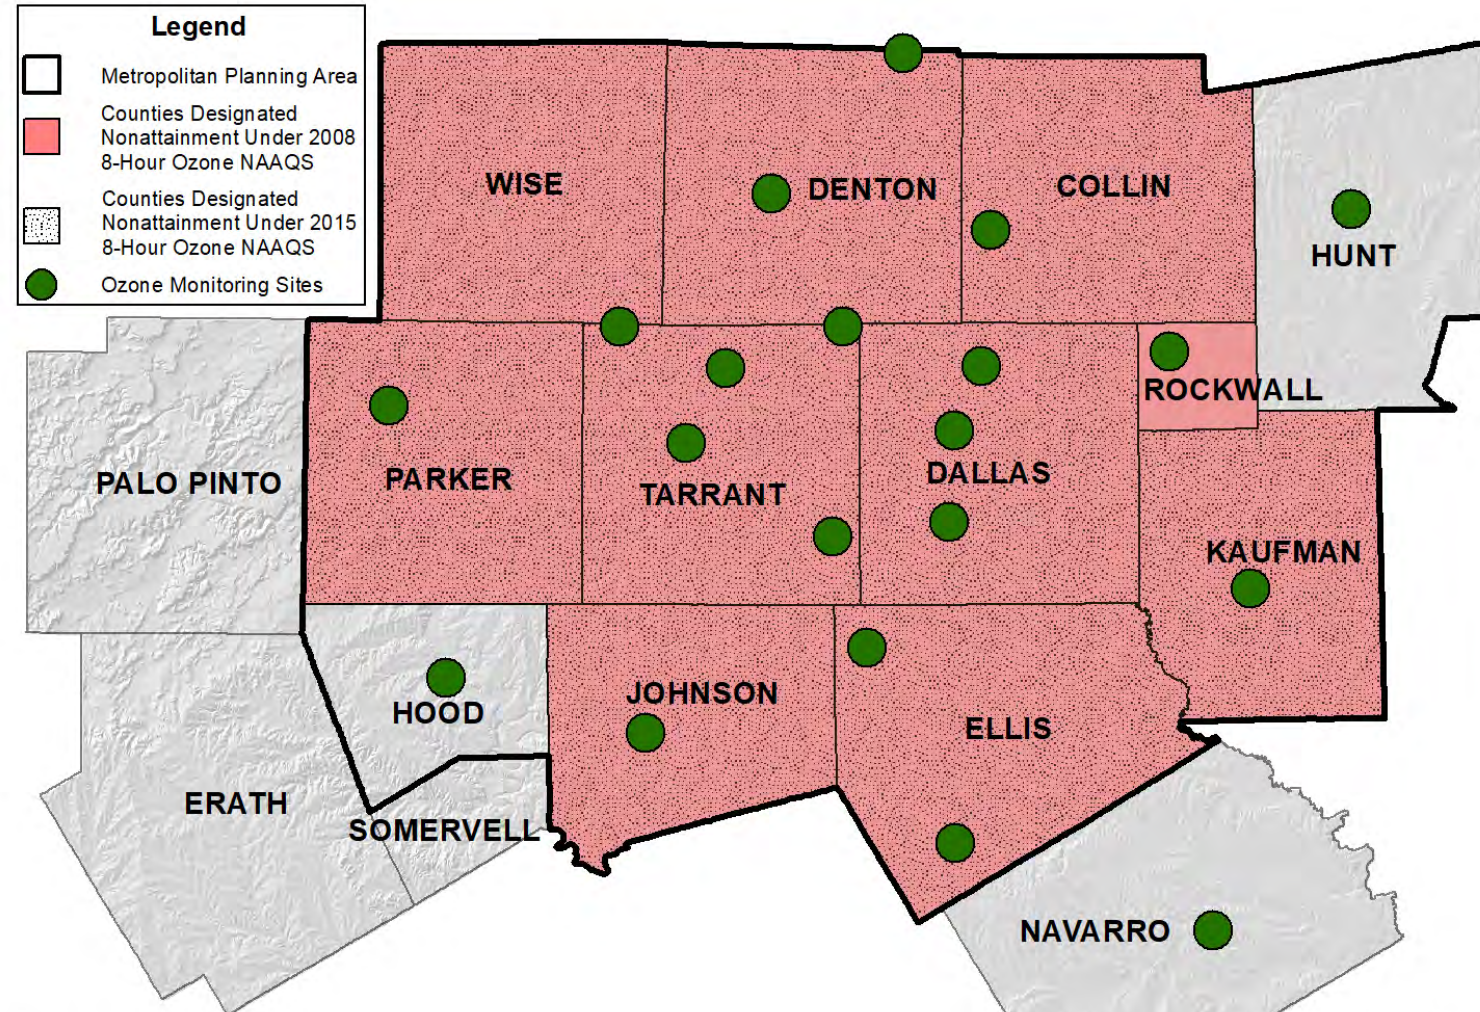 Legend
Metropolitan Planning Area
Counties Designated
Nonattainment Under 2008
8-Hour Ozone NAAQS
Counties Designated
Nonattainment Under 2015
8-Hour Ozone NAAQS
Ozone Monitoring Sites
WISE
DENTON
COLLIN
HUNT
PALO PINTO
PARKER
TARRANT
DALLAS
ROCKWALL
KAUFMAN
HOOD
JOHNSON
ELLIS
ERATH
SOMERVELL
NAVARRO